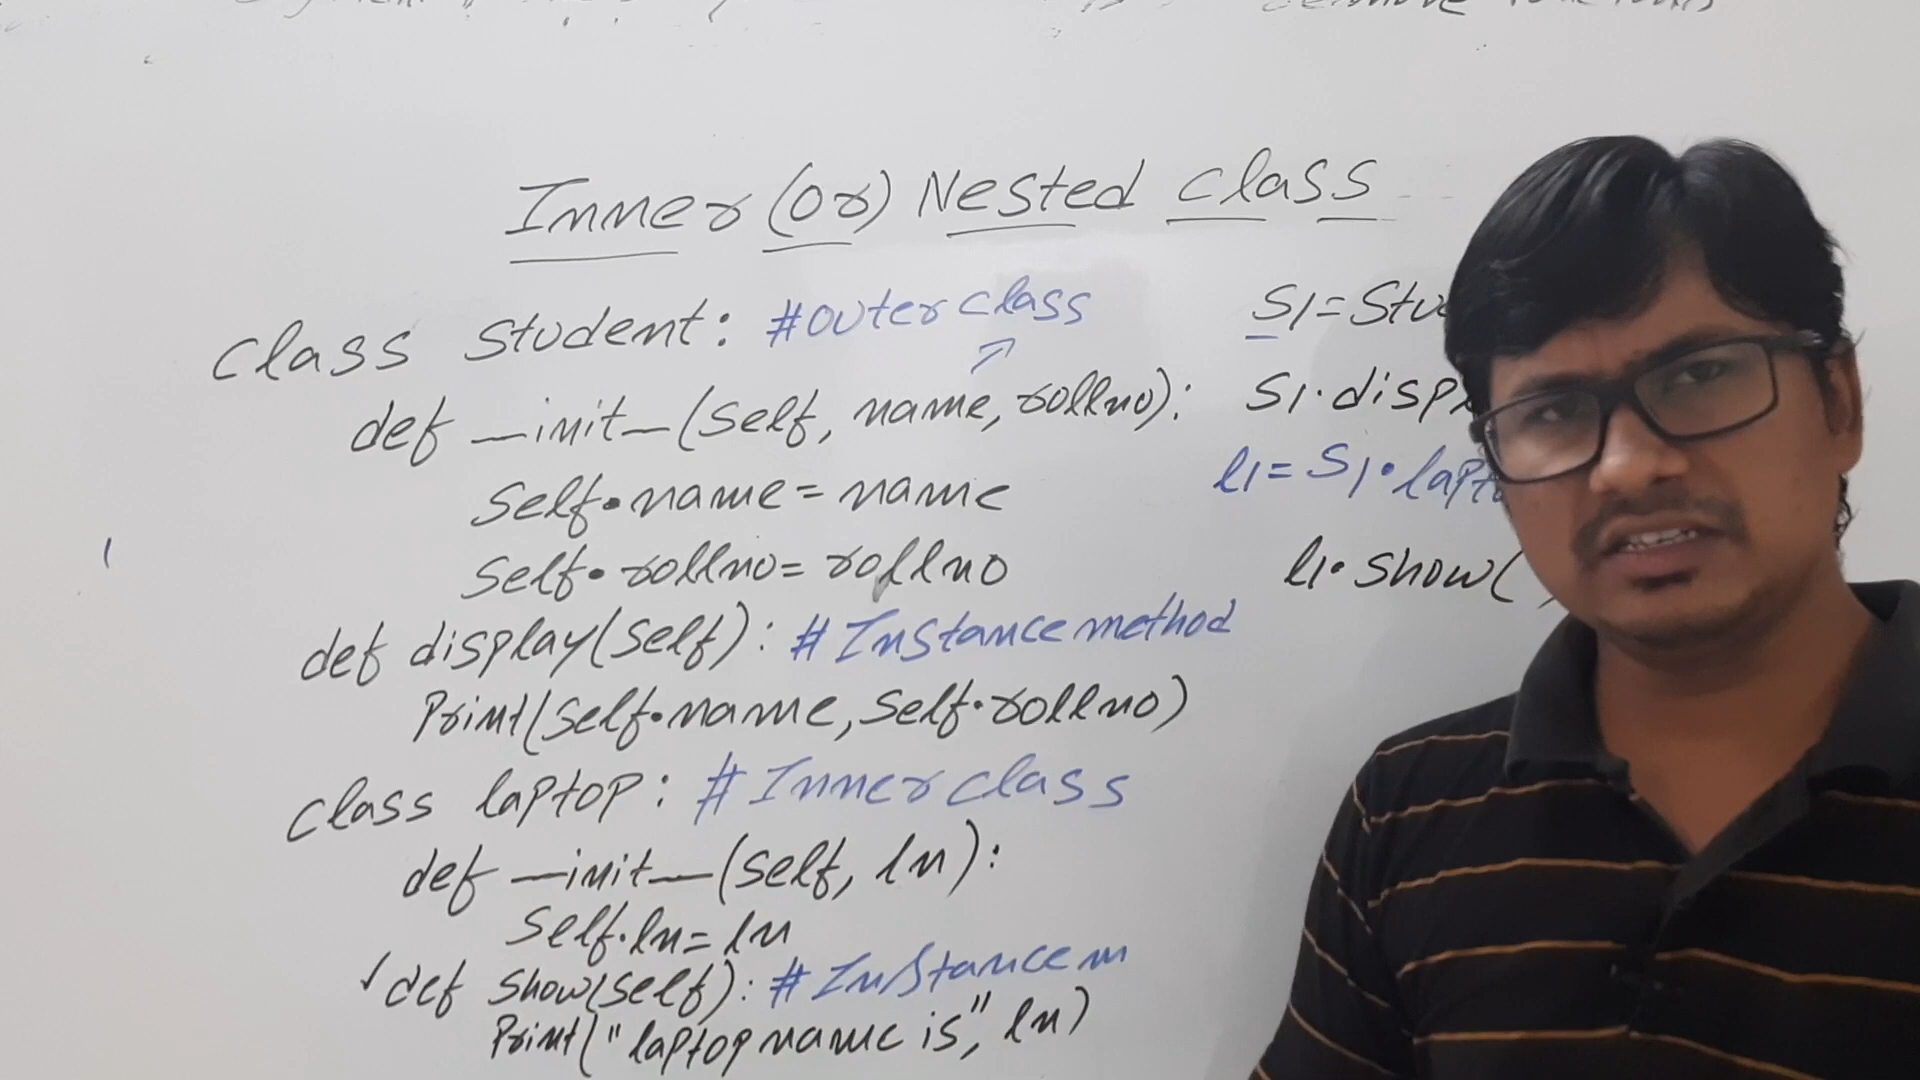 Inner (or) Nested class
class student: #outer class
def __init__(self, name, rollno):
self.name = name
self.rollno = rollno
def display(self): # Instance method
Print(self.name, self.rollno)
class laptop: # Inner class
def __init__(self, ln):
self.ln = ln
def show(self): # Instance m
Print("laptop name is", ln)
S1 = Stu
S1.disp
l1 = S1.lapt
l1.show(